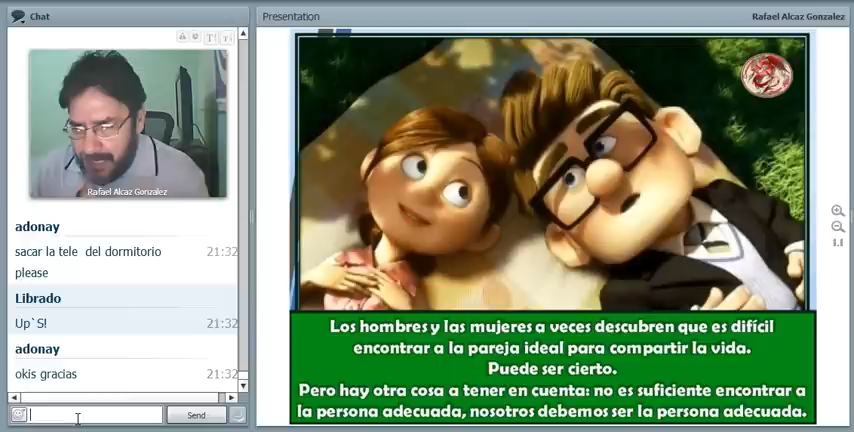 Chat
Rafael Alcaz Gonzalez
adonay
sacar la tele del dormitorio 21:32
please
Librado
Up`S! 21:32
adonay
okis gracias 21:32
Send
Presentation
Rafael Alcaz Gonzalez
Los hombres y las mujeres a veces descubren que es difícil
encontrar a la pareja ideal para compartir la vida.
Puede ser cierto.
Pero hay otra cosa a tener en cuenta: no es suficiente encontrar a
la persona adecuada, nosotros debemos ser la persona adecuada.
1:1